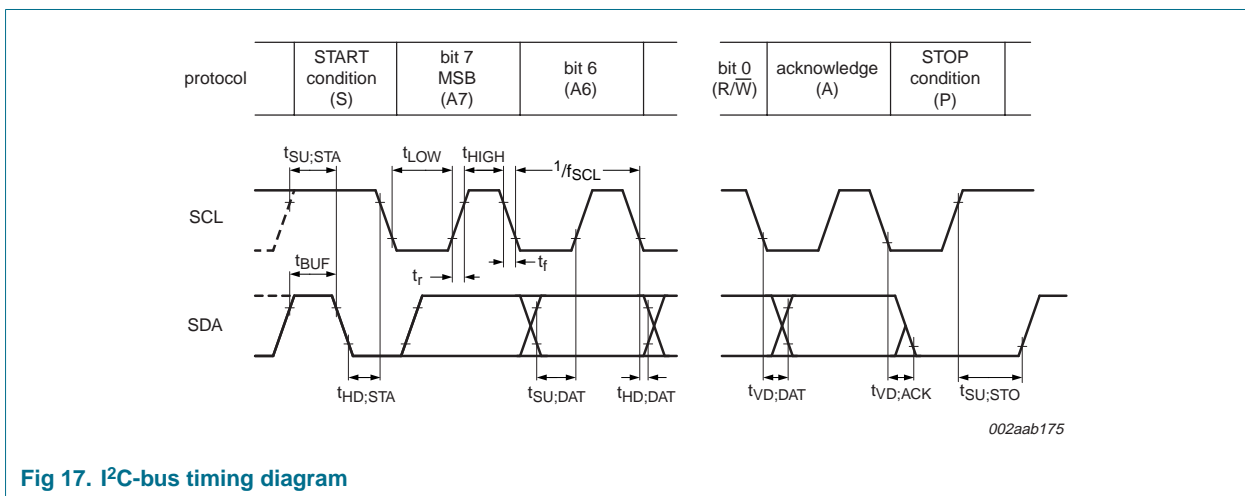 protocol
START
condition
(S)
bit 7
MSB
(A7)
bit 6
(A6)
bit 0
(R/W̅)
acknowledge
(A)
STOP
condition
(P)
tSU;STA
tLOW
tHIGH
1/fSCL
SCL
tBUF
tr
tf
SDA
tHD;STA
tSU;DAT
tHD;DAT
tVD;DAT
tVD;ACK
tSU;STO
002aab175
Fig 17. I²C-bus timing diagram